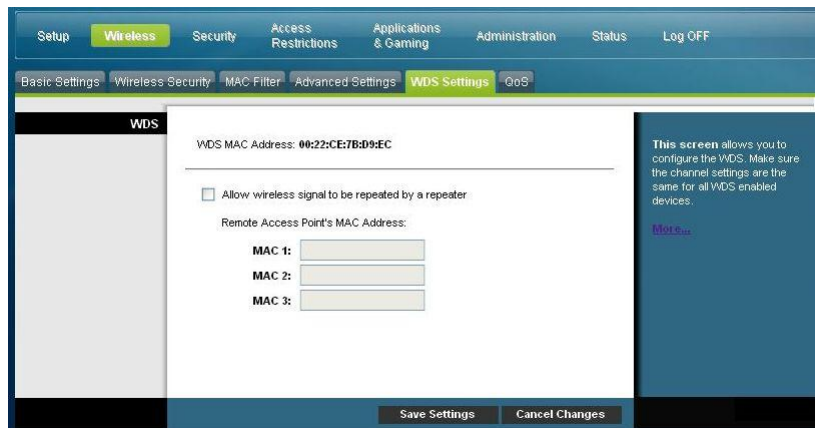 Setup Wireless Security Access Restrictions Applications & Gaming Administration Status Log OFF
Basic Settings Wireless Security MAC Filter Advanced Settings WDS Settings QoS
WDS
WDS MAC Address: 00:22:CE:7B:D9:EC
Allow wireless signal to be repeated by a repeater
Remote Access Point's MAC Address:
MAC 1:
MAC 2:
MAC 3:
This screen allows you to
configure the WDS. Make sure
the channel settings are the
same for all WDS enabled
devices.
More...
Save Settings Cancel Changes